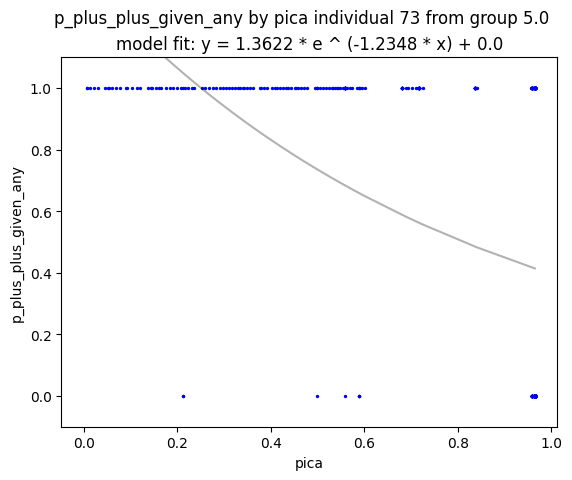 p_plus_plus_given_any by pica individual 73 from group 5.0
model fit: y = 1.3622 * e ^ (-1.2348 * x) + 0.0
1.0
0.8
0.6
0.4
0.2
0.0
p_plus_plus_given_any
0.0 0.2 0.4 0.6 0.8 1.0
pica